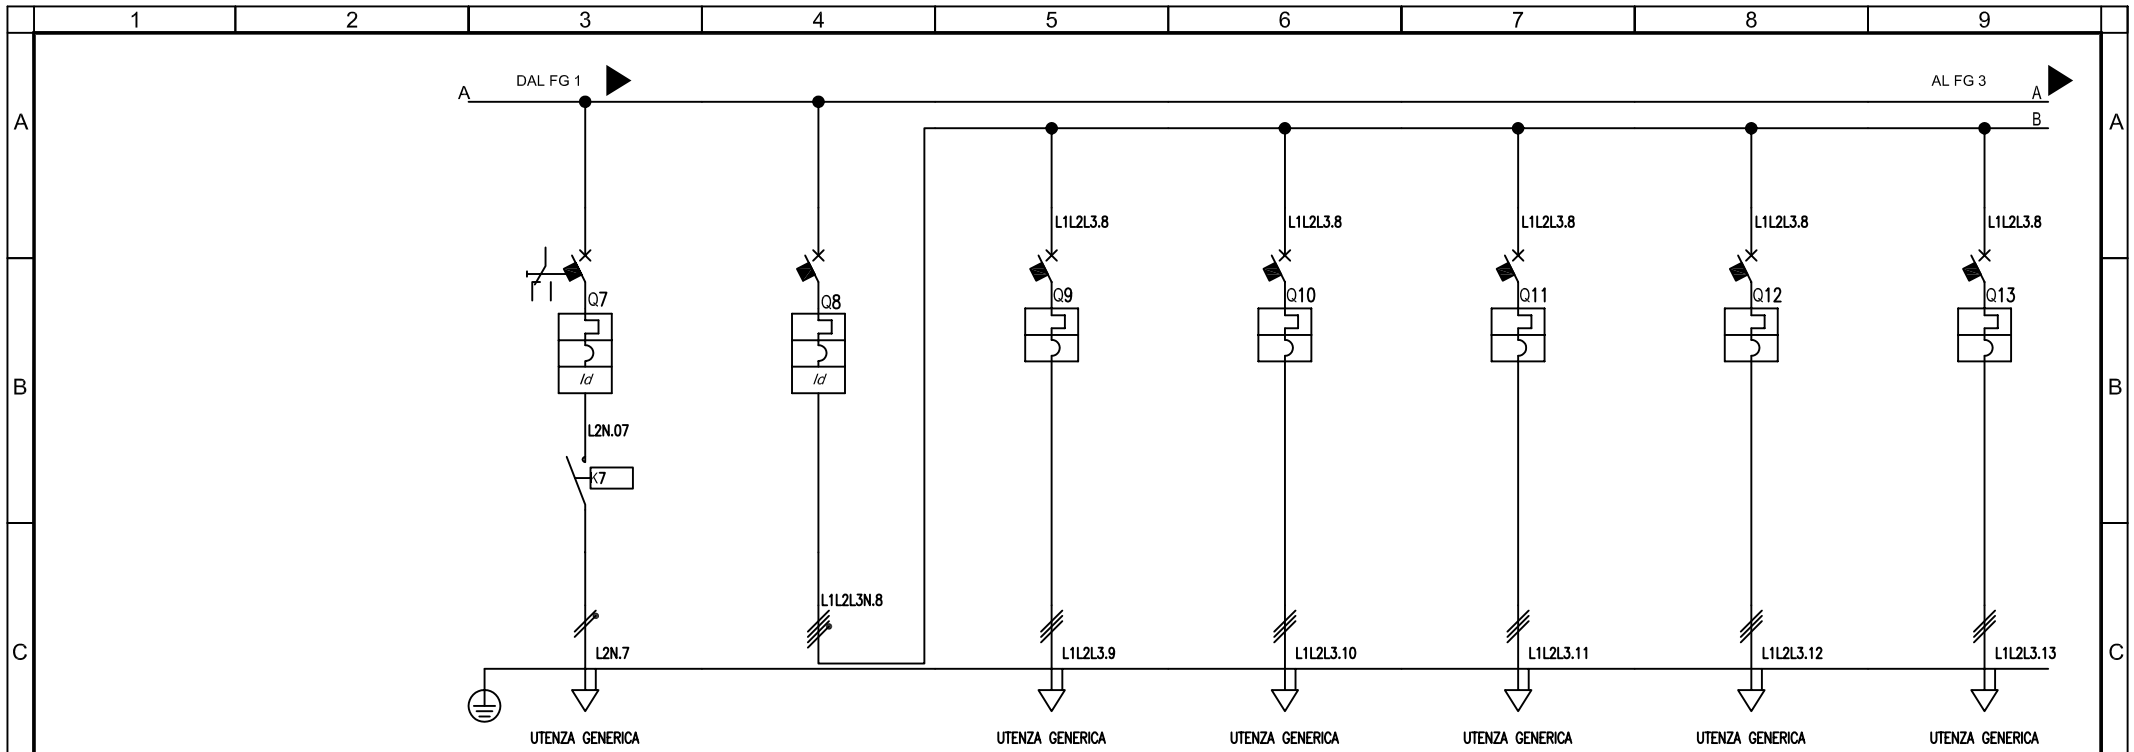 1 2 3 4 5 6 7 8 9
DAL FG 1 AL FG 3
A A
A B A
L1L2L3.8 L1L2L3.8 L1L2L3.8 L1L2L3.8 L1L2L3.8
Q7 Q8 Q9 Q10 Q11 Q12 Q13
Id Id
B B
L2N.07
K7
L1L2L3N.8
C L2N.7 L1L2L3.9 L1L2L3.10 L1L2L3.11 L1L2L3.12 L1L2L3.13 C
UTENZA GENERICA UTENZA GENERICA UTENZA GENERICA UTENZA GENERICA UTENZA GENERICA UTENZA GENERICA